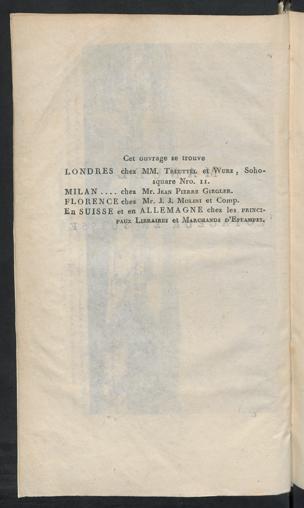 Cet ouvrage se trouve
LONDRES chez MM. Treuttel et Wurz, Soho-
square Nro. 11.
MILAN .... chez Mr. Jean Pierre Giegler.
FLORENCE chez Mr. J. J. Molini et Comp.
En SUISSE et en ALLEMAGNE chez les princi-
paux Libraires et Marchands d'Estampes.